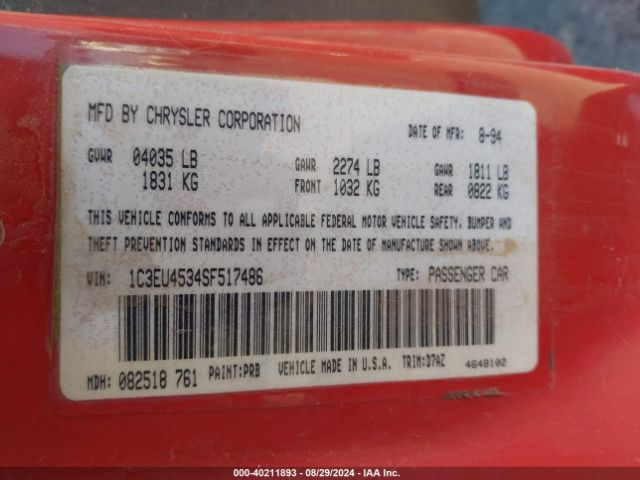 MFD BY CHRYSLER CORPORATION
DATE OF MFR: 8-94
GVWR 04035 LB GAWR 2274 LB GAWR 1811 LB
1831 KG FRONT 1032 KG REAR 0822 KG
THIS VEHICLE CONFORMS TO ALL APPLICABLE FEDERAL MOTOR VEHICLE SAFETY, BUMPER AND
THEFT PREVENTION STANDARDS IN EFFECT ON THE DATE OF MANUFACTURE SHOWN ABOVE.
VIN: 1C3EU4534SF517486 TYPE: PASSENGER CAR
MDH: 082518 761 PAINT:PRB VEHICLE MADE IN U.S.A. TRIM:D7AZ 4648102
000-40211893 - 08/29/2024 - IAA Inc.